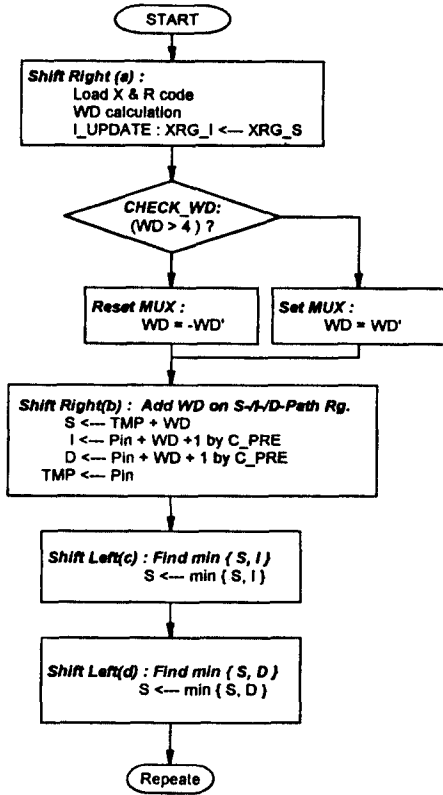 START
Shift Right (a) :
Load X & R code
WD calculation
I_UPDATE : XRG_I <--- XRG_S
CHECK_WD:
(WD > 4 ) ?
Reset MUX :
WD = -WD'
Set MUX :
WD = WD'
Shift Right(b) : Add WD on S-/I-/D-Path Rg.
S <--- TMP + WD
I <--- Pin + WD +1 by C_PRE
D <--- Pin + WD + 1 by C_PRE
TMP <--- Pin
Shift Left(c) : Find min { S, I }
S <--- min { S, I }
Shift Left(d) : Find min { S, D }
S <--- min { S, D }
Repeate